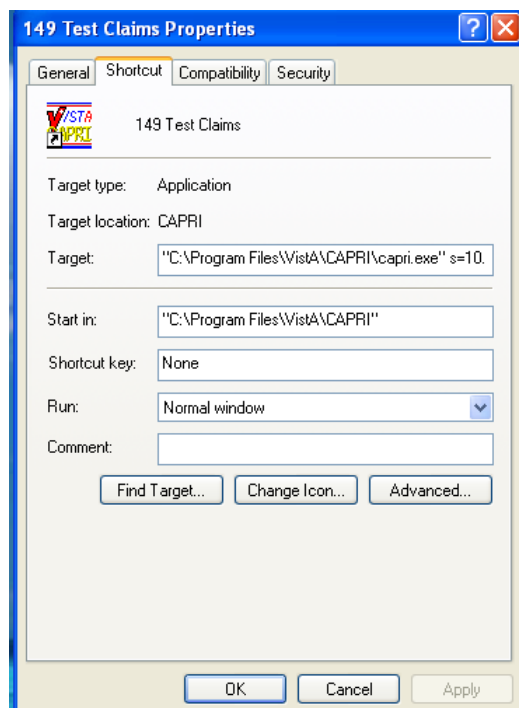 149 Test Claims Properties
General Shortcut Compatibility Security
VISTA
CAPRI
149 Test Claims
Target type: Application
Target location: CAPRI
Target: "C:\Program Files\VistA\CAPRI\capri.exe" s=10.
Start in: "C:\Program Files\VistA\CAPRI"
Shortcut key: None
Run: Normal window
Comment:
Find Target... Change Icon... Advanced...
OK Cancel Apply